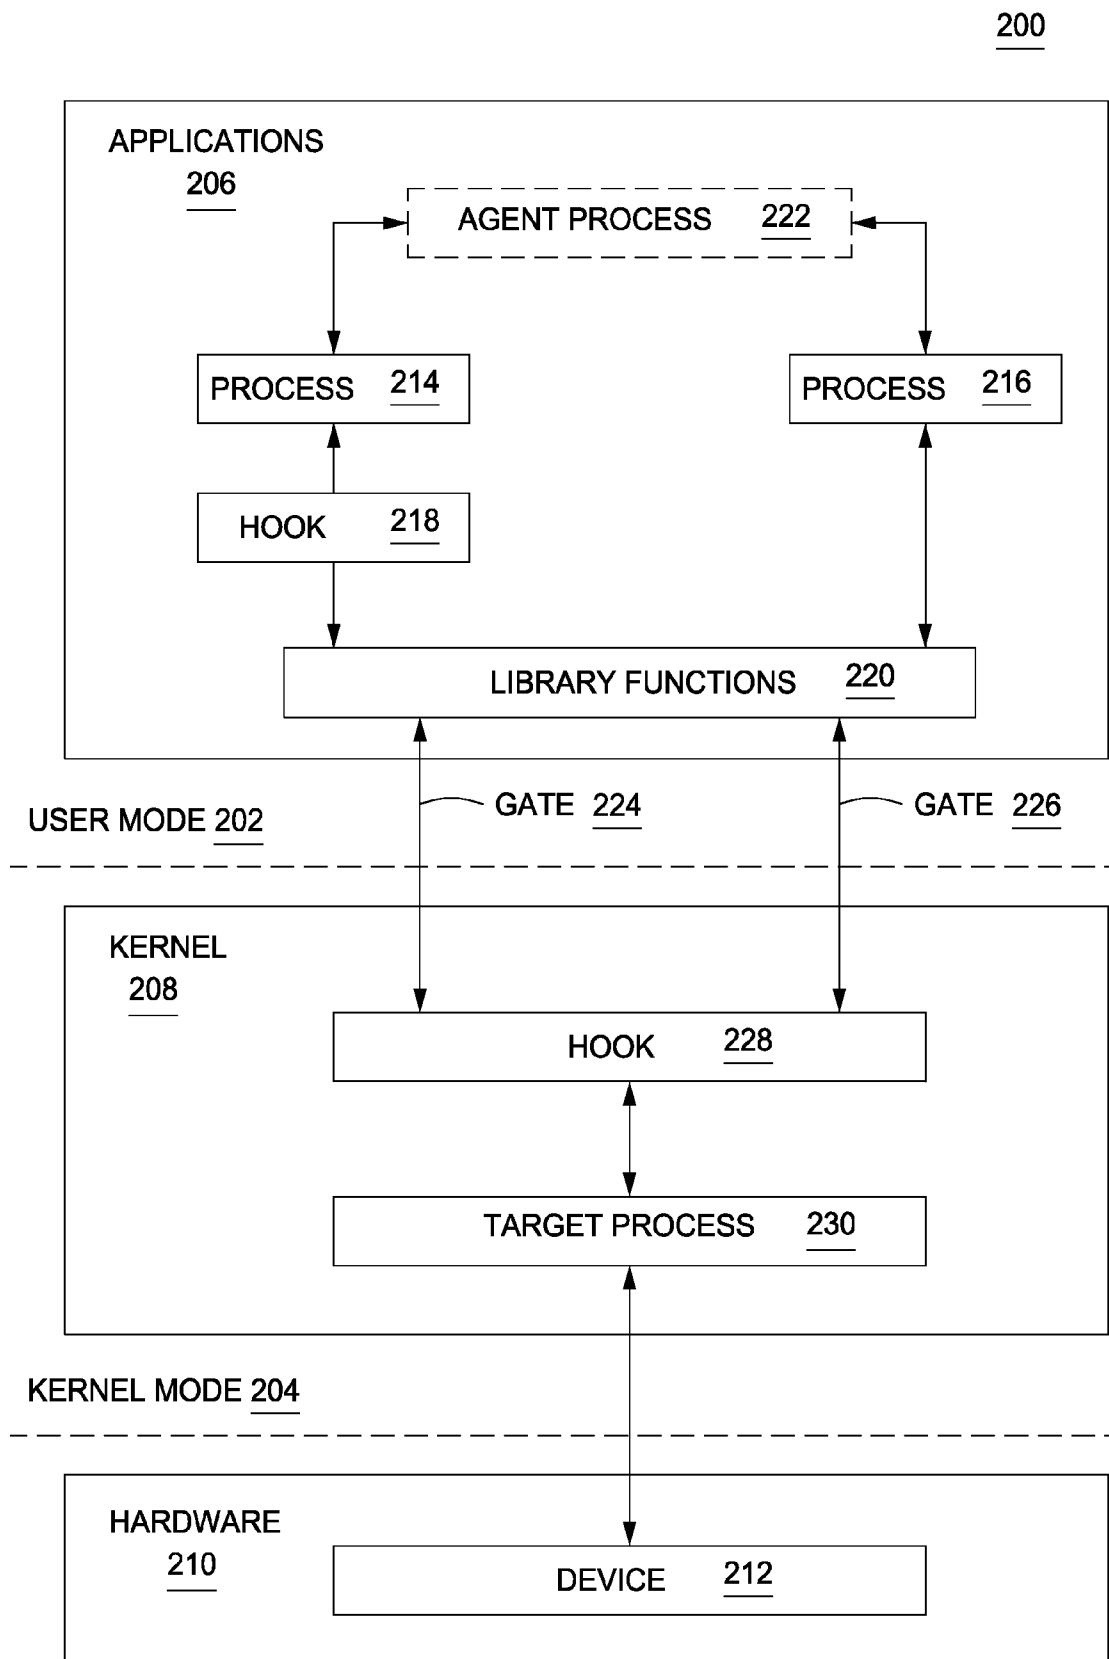 200
APPLICATIONS
206
AGENT PROCESS 222
PROCESS 214
PROCESS 216
HOOK 218
LIBRARY FUNCTIONS 220
GATE 224
GATE 226
USER MODE 202
KERNEL
208
HOOK 228
TARGET PROCESS 230
KERNEL MODE 204
HARDWARE
210
DEVICE 212